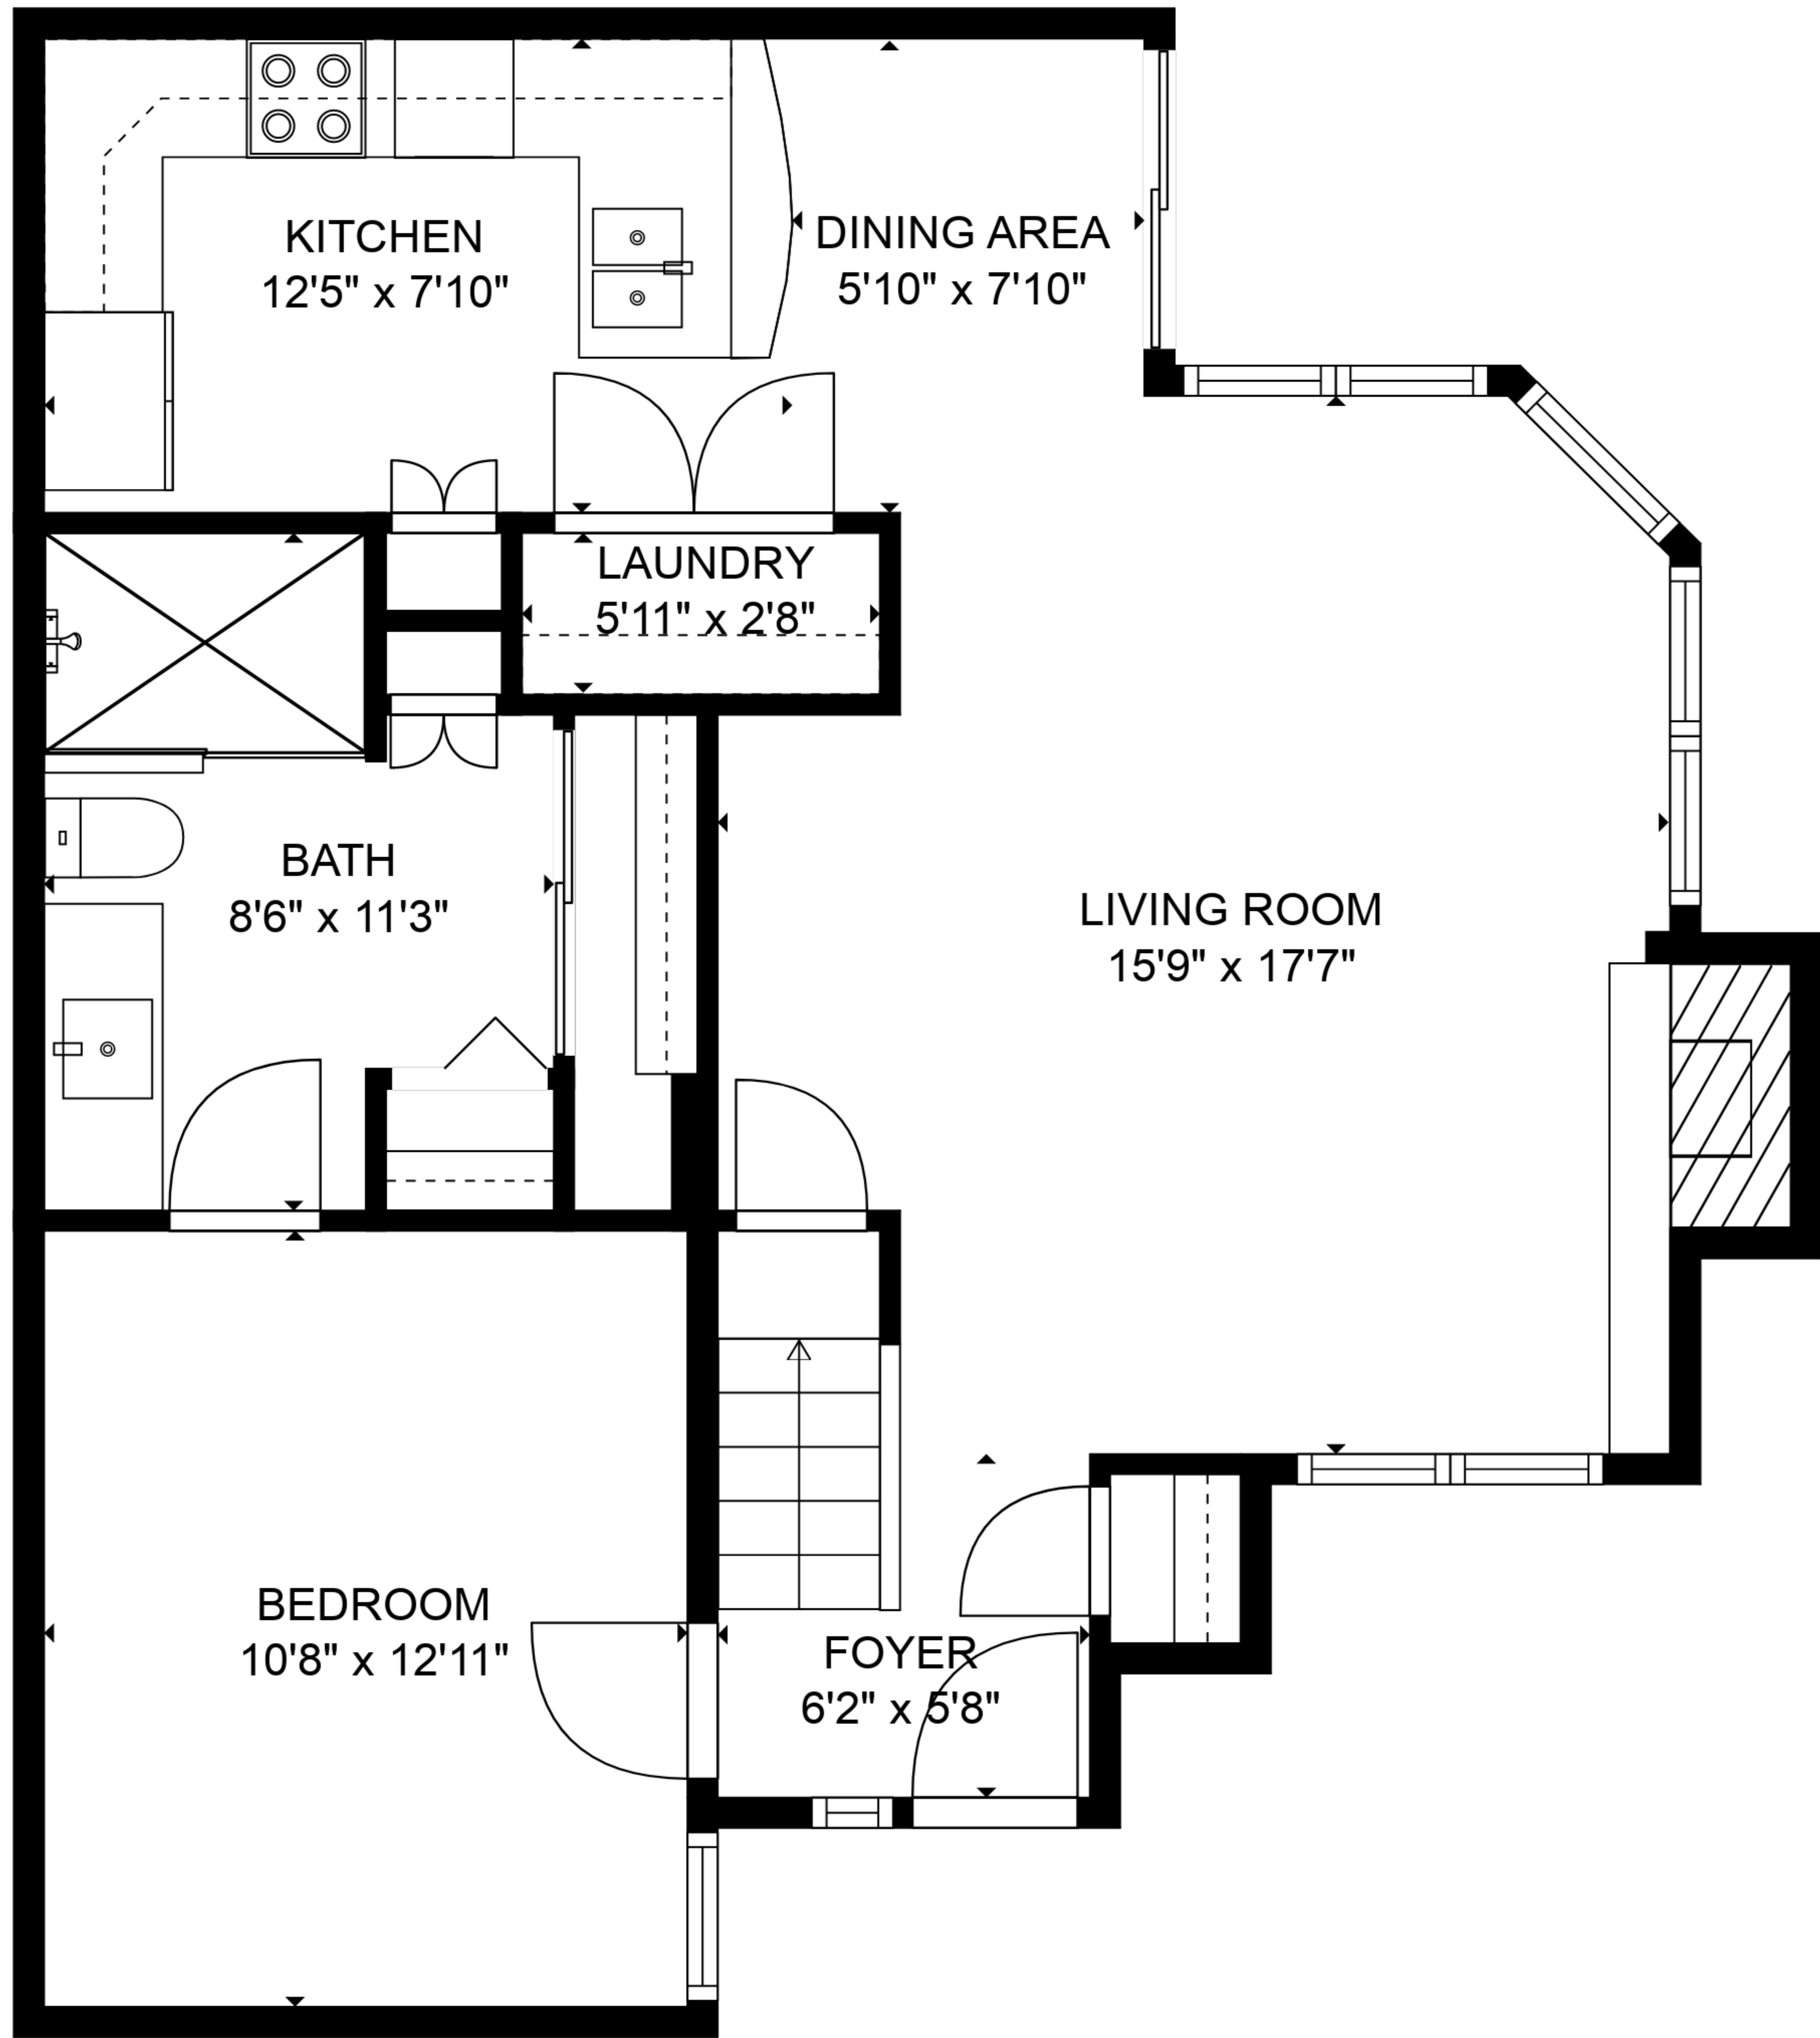 KITCHEN
12'5" x 7'10"
DINING AREA
5'10" x 7'10"
LAUNDRY
5'11" x 2'8"
BATH
8'6" x 11'3"
LIVING ROOM
15'9" x 17'7"
BEDROOM
10'8" x 12'11"
FOYER
6'2" x 5'8"